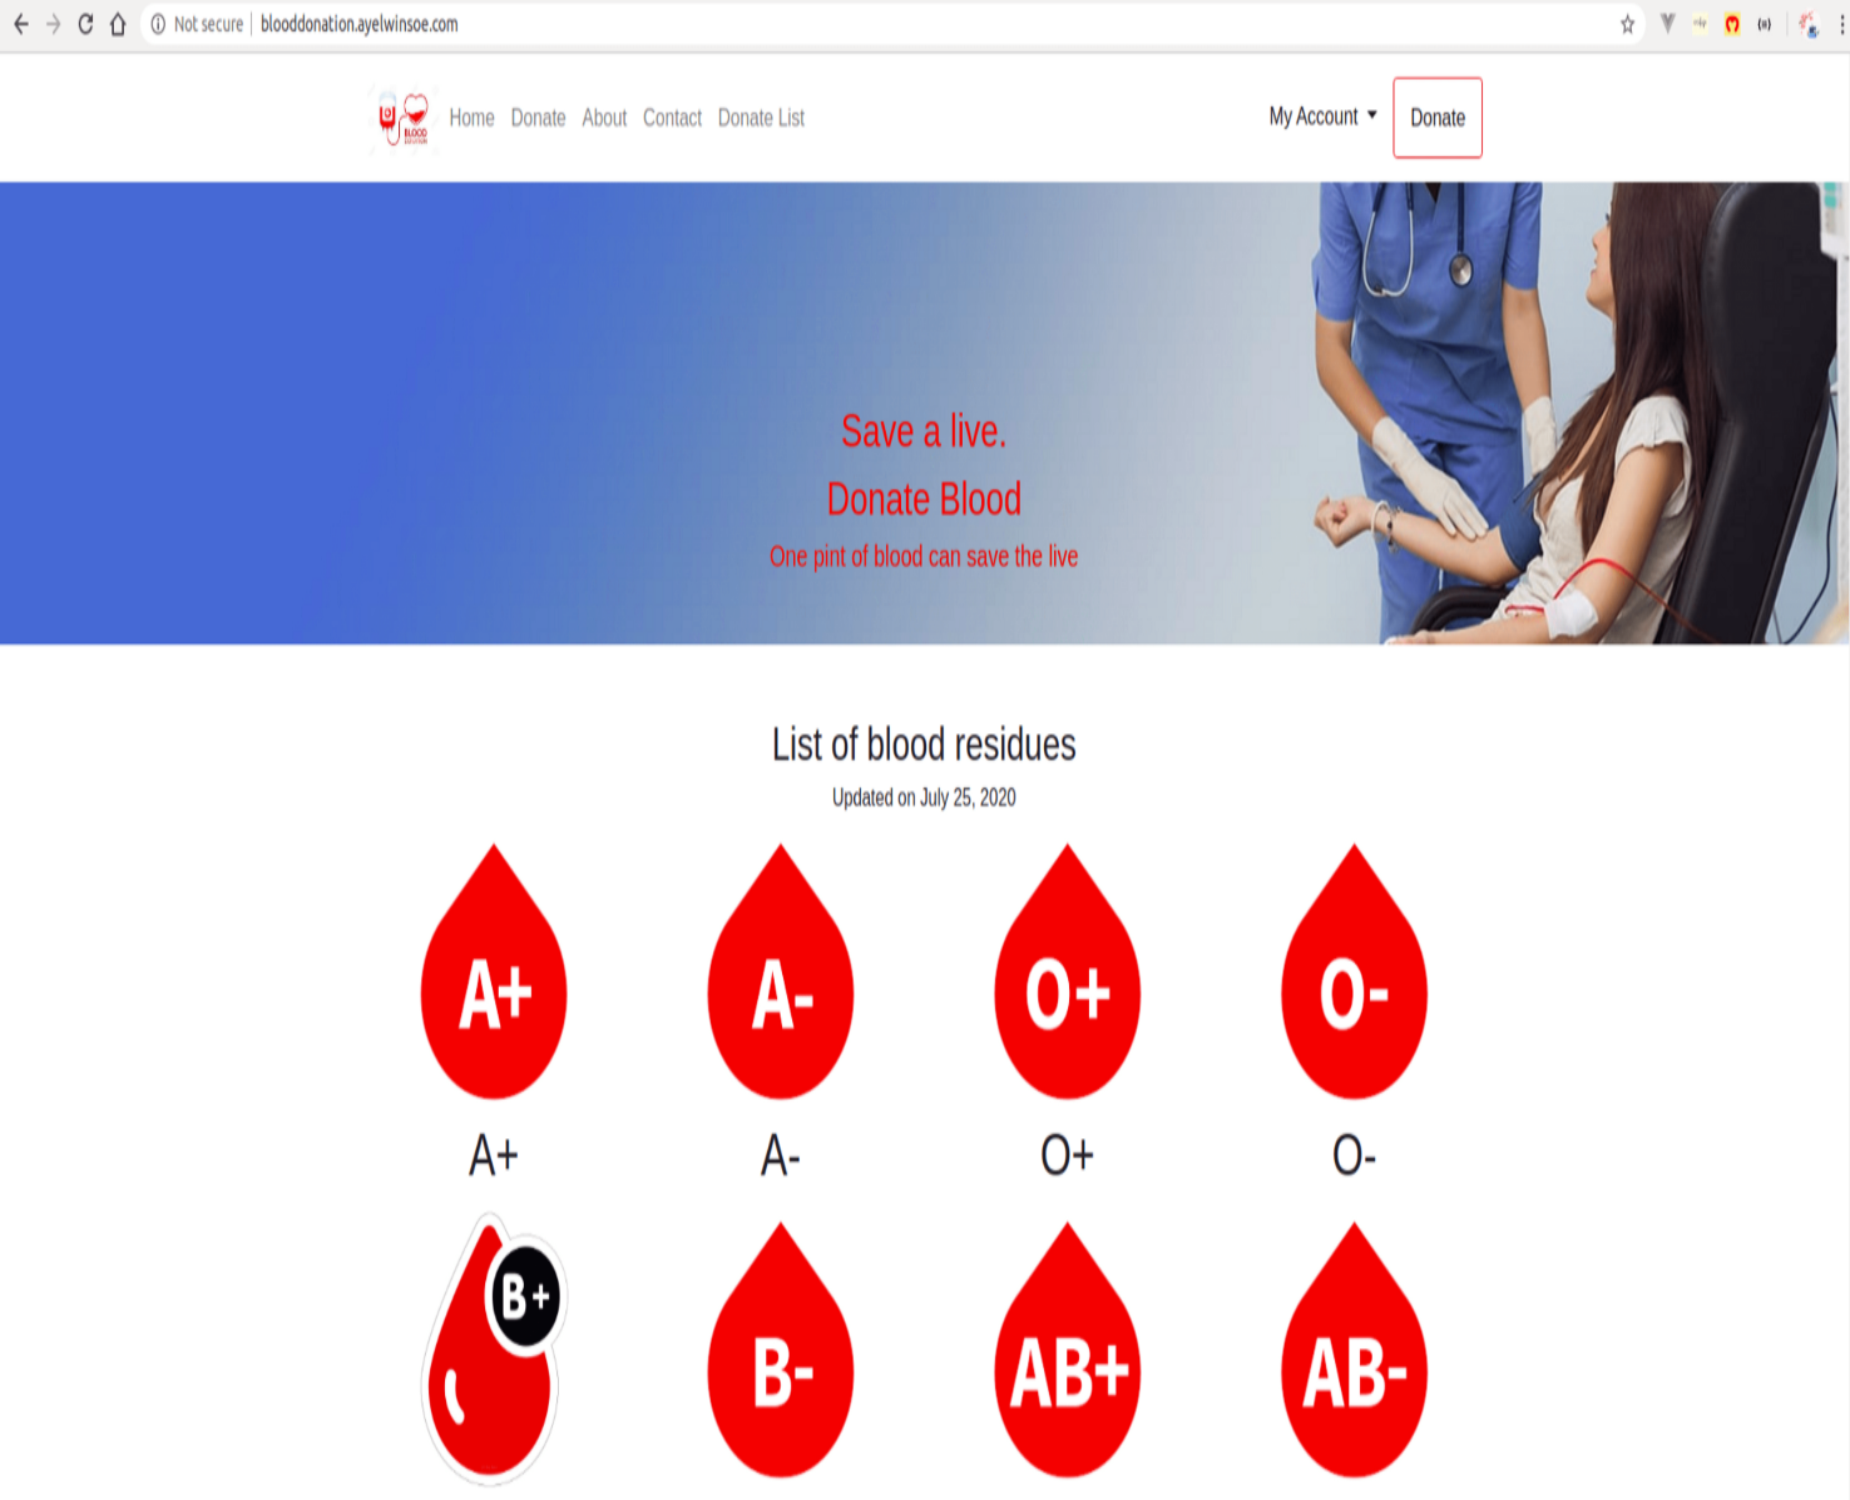 Not secure blooddonation.ayelwinsoe.com
BLOOD
Home Donate About Contact Donate List My Account Donate
Save a live.
Donate Blood
One pint of blood can save the live
List of blood residues
Updated on July 25, 2020
A+ A- O+ O-
A+ A- O+ O-
B+
B- AB+ AB-